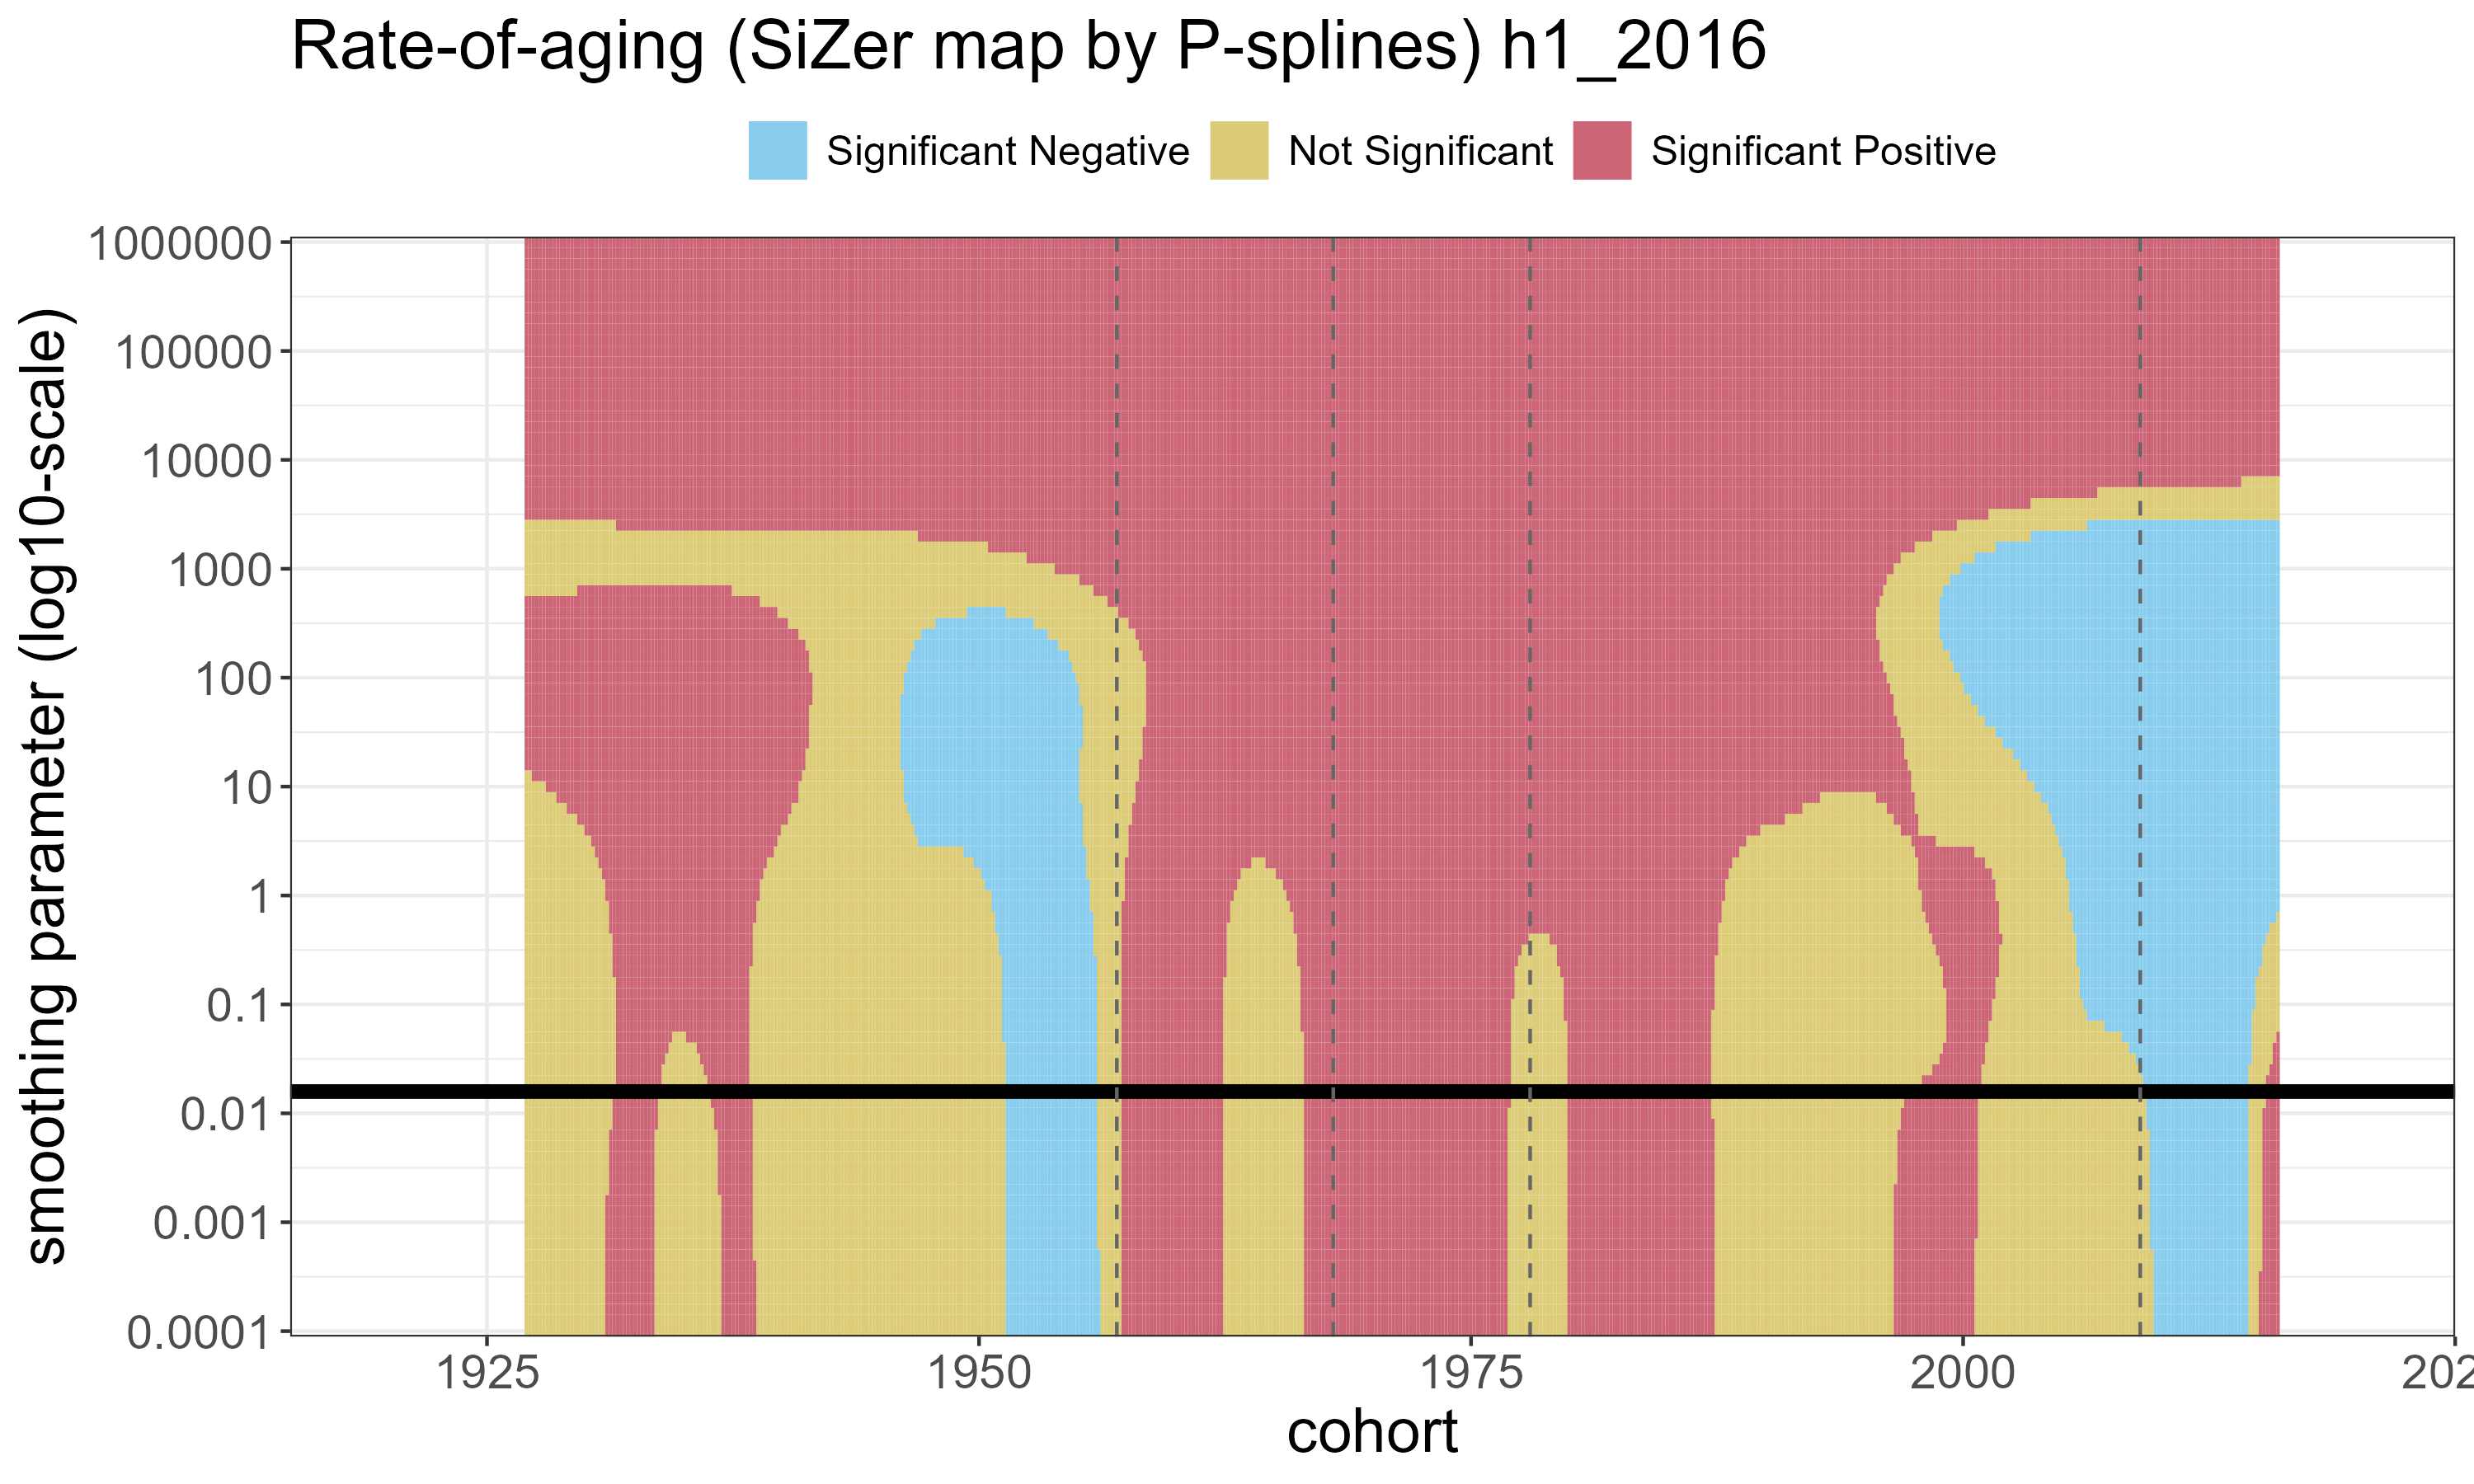 Rate-of-aging (SiZer map by P-splines) h1_2016
Significant Negative Not Significant Significant Positive
smoothing parameter (log10-scale)
1000000
100000
10000
1000
100
10
1
0.1
0.01
0.001
0.0001
1925 1950 1975 2000 202
cohort